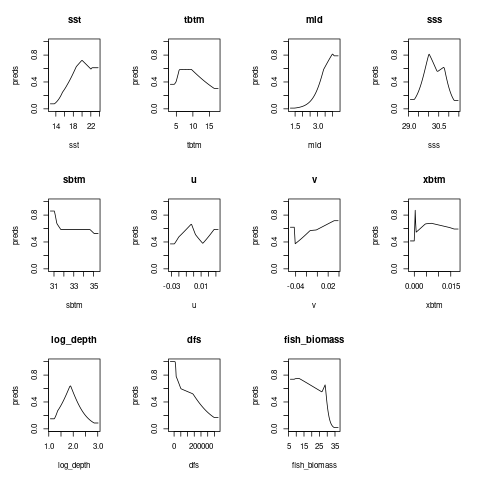 sst tbtm mld sss
preds preds preds preds
0.0 0.4 0.8 0.0 0.4 0.8 0.0 0.4 0.8 0.0 0.4 0.8
14 18 22 5 10 15 1.5 3.0 29.0 30.5
sst tbtm mld sss
sbtm u v xbtm
preds preds preds preds
0.0 0.4 0.8 0.0 0.4 0.8 0.0 0.4 0.8 0.0 0.4 0.8
31 33 35 -0.03 0.01 -0.04 0.02 0.000 0.015
sbtm u v xbtm
log_depth dfs fish_biomass
preds preds preds
0.0 0.4 0.8 0.0 0.4 0.8 0.0 0.4 0.8
1.0 2.0 3.0 0 200000 5 15 25 35
log_depth dfs fish_biomass